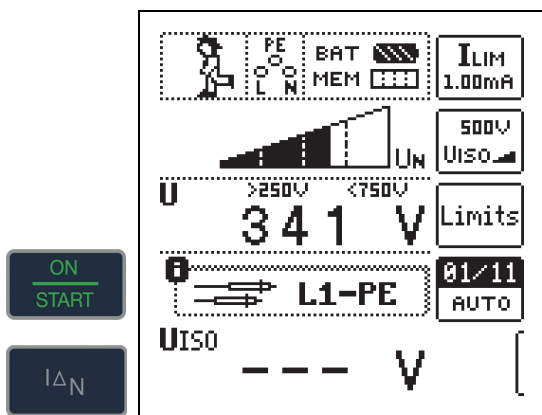 PE
L N
BAT
MEM
ILIM
1.00mA
UN
500V
UISO
U
>250V <750V
341 V
Limits
L1-PE
01/11
AUTO
UISO
--- V
ON
START
IΔN